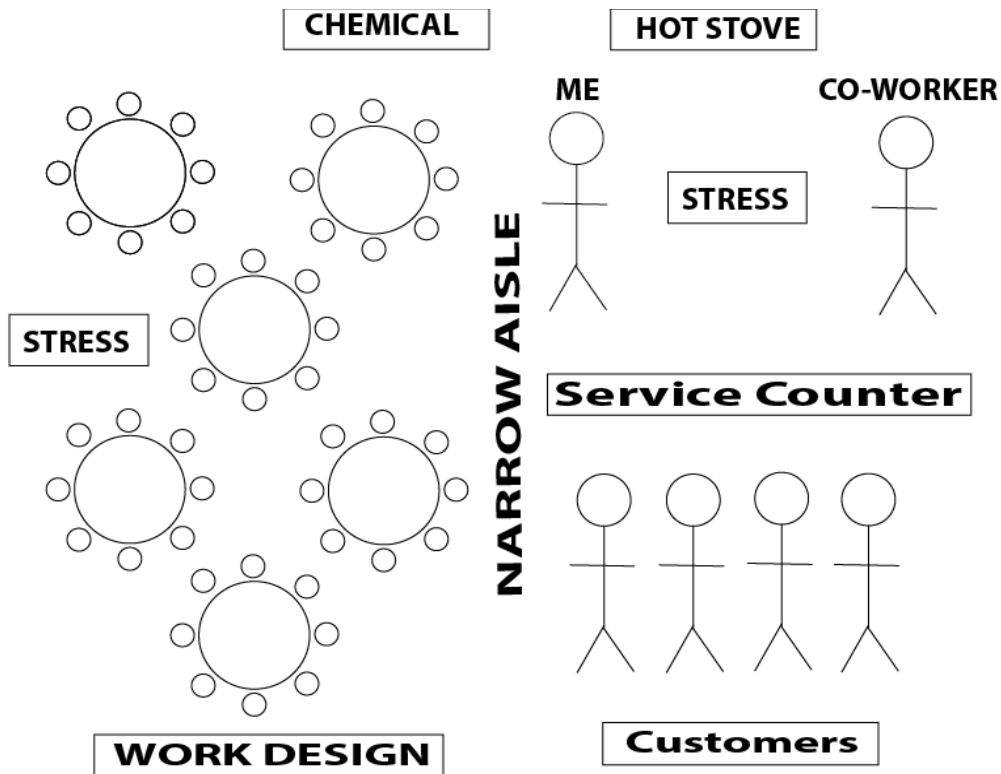 CHEMICAL
HOT STOVE
ME
CO-WORKER
STRESS
NARROW AISLE
STRESS
Service Counter
WORK DESIGN
Customers